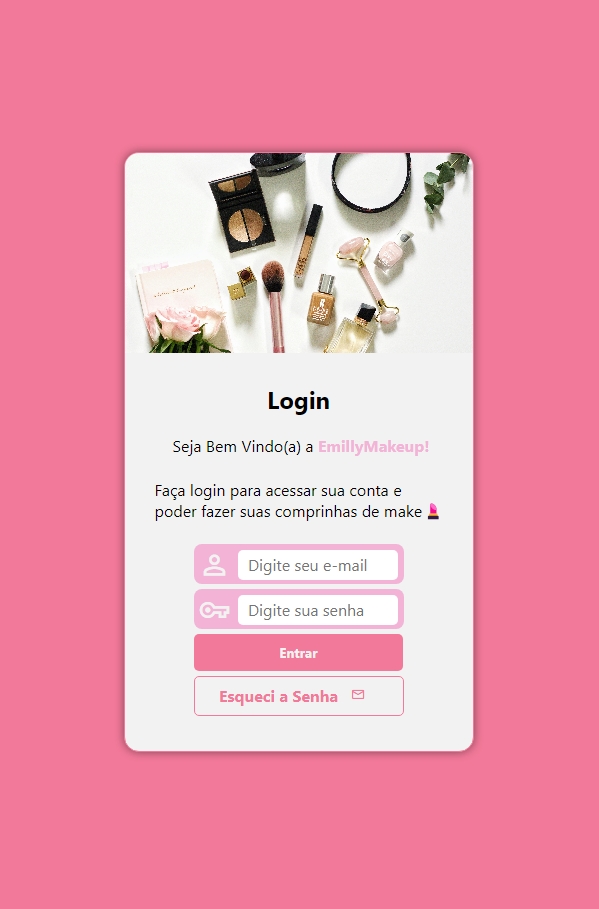 Login
Seja Bem Vindo(a) a EmillyMakeup!
Faça login para acessar sua conta e
poder fazer suas comprinhas de make 💄
Digite seu e-mail
Digite sua senha
Entrar
Esqueci a Senha